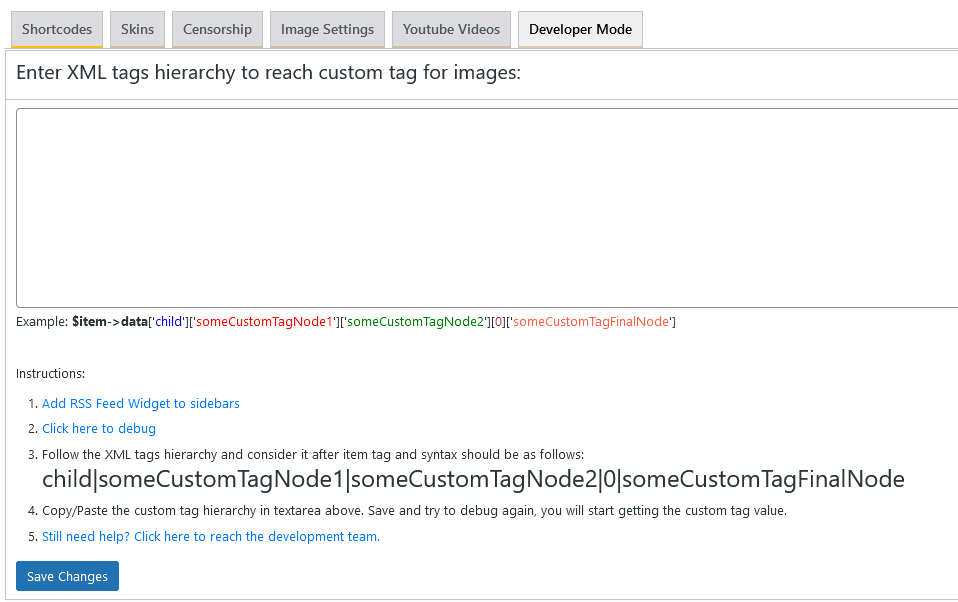 Shortcodes Skins Censorship Image Settings Youtube Videos Developer Mode
Enter XML tags hierarchy to reach custom tag for images:
Example: $item->data['child']['someCustomTagNode1']['someCustomTagNode2'][0]['someCustomTagFinalNode']
Instructions:
1. Add RSS Feed Widget to sidebars
2. Click here to debug
3. Follow the XML tags hierarchy and consider it after item tag and syntax should be as follows:
child|someCustomTagNode1|someCustomTagNode2|0|someCustomTagFinalNode
4. Copy/Paste the custom tag hierarchy in textarea above. Save and try to debug again, you will start getting the custom tag value.
5. Still need help? Click here to reach the development team.
Save Changes